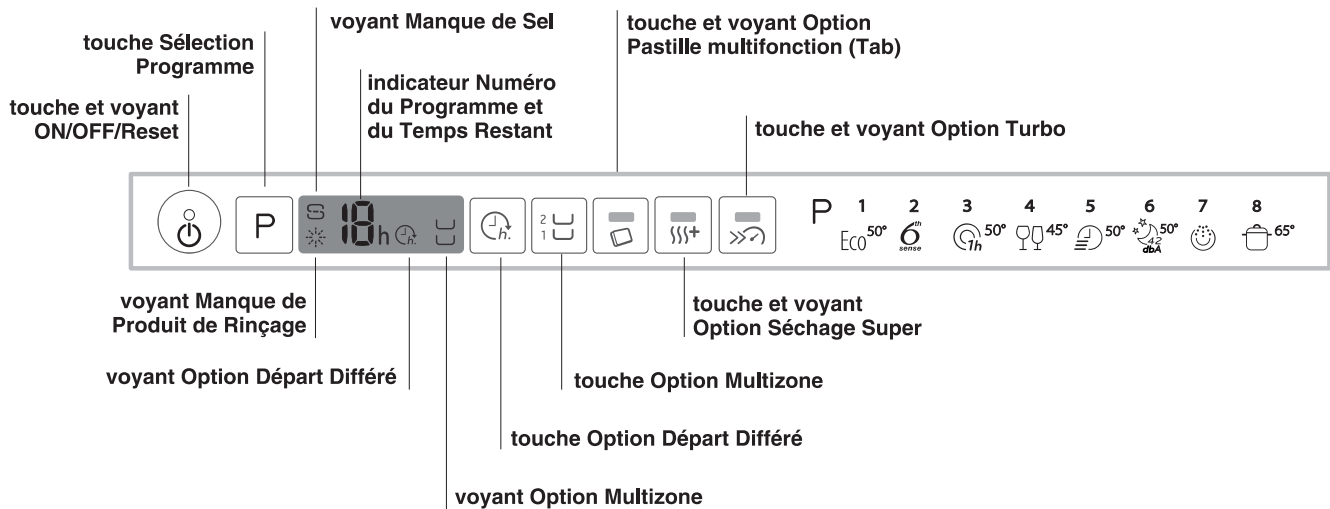 voyant Manque de Sel
touche et voyant Option
Pastille multifonction (Tab)
touche Sélection
Programme
indicateur Numéro
du Programme et
du Temps Restant
touche et voyant
ON/OFF/Reset
touche et voyant Option Turbo
P
18h
h.
h.
2
1
P
1
2
3
4
5
6
7
8
Eco 50°
6th
sense
1h 50°
45°
50°
42
dbA
50°
65°
voyant Manque de
Produit de Rinçage
touche et voyant
Option Séchage Super
voyant Option Départ Différé
touche Option Multizone
touche Option Départ Différé
voyant Option Multizone